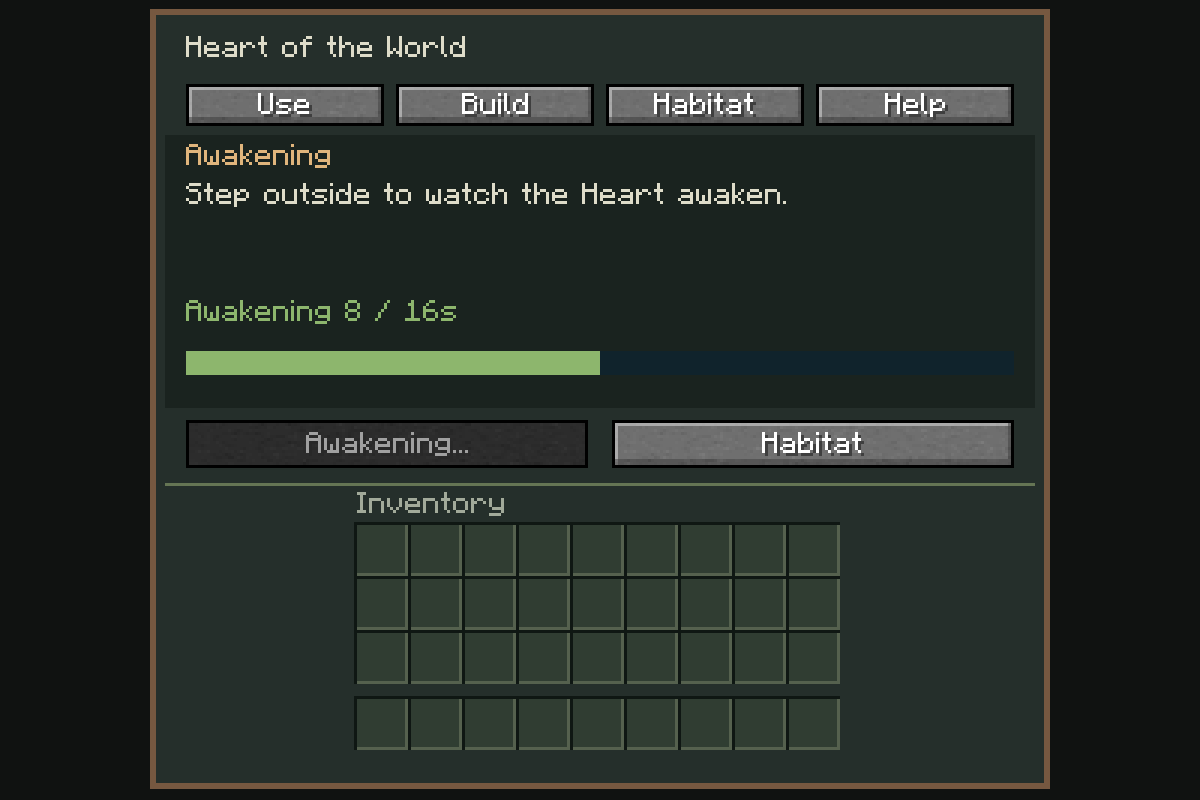 Heart of the World
Use
Build
Habitat
Help
Awakening
Step outside to watch the Heart awaken.
Awakening 8 / 16s
Awakening...
Habitat
Inventory